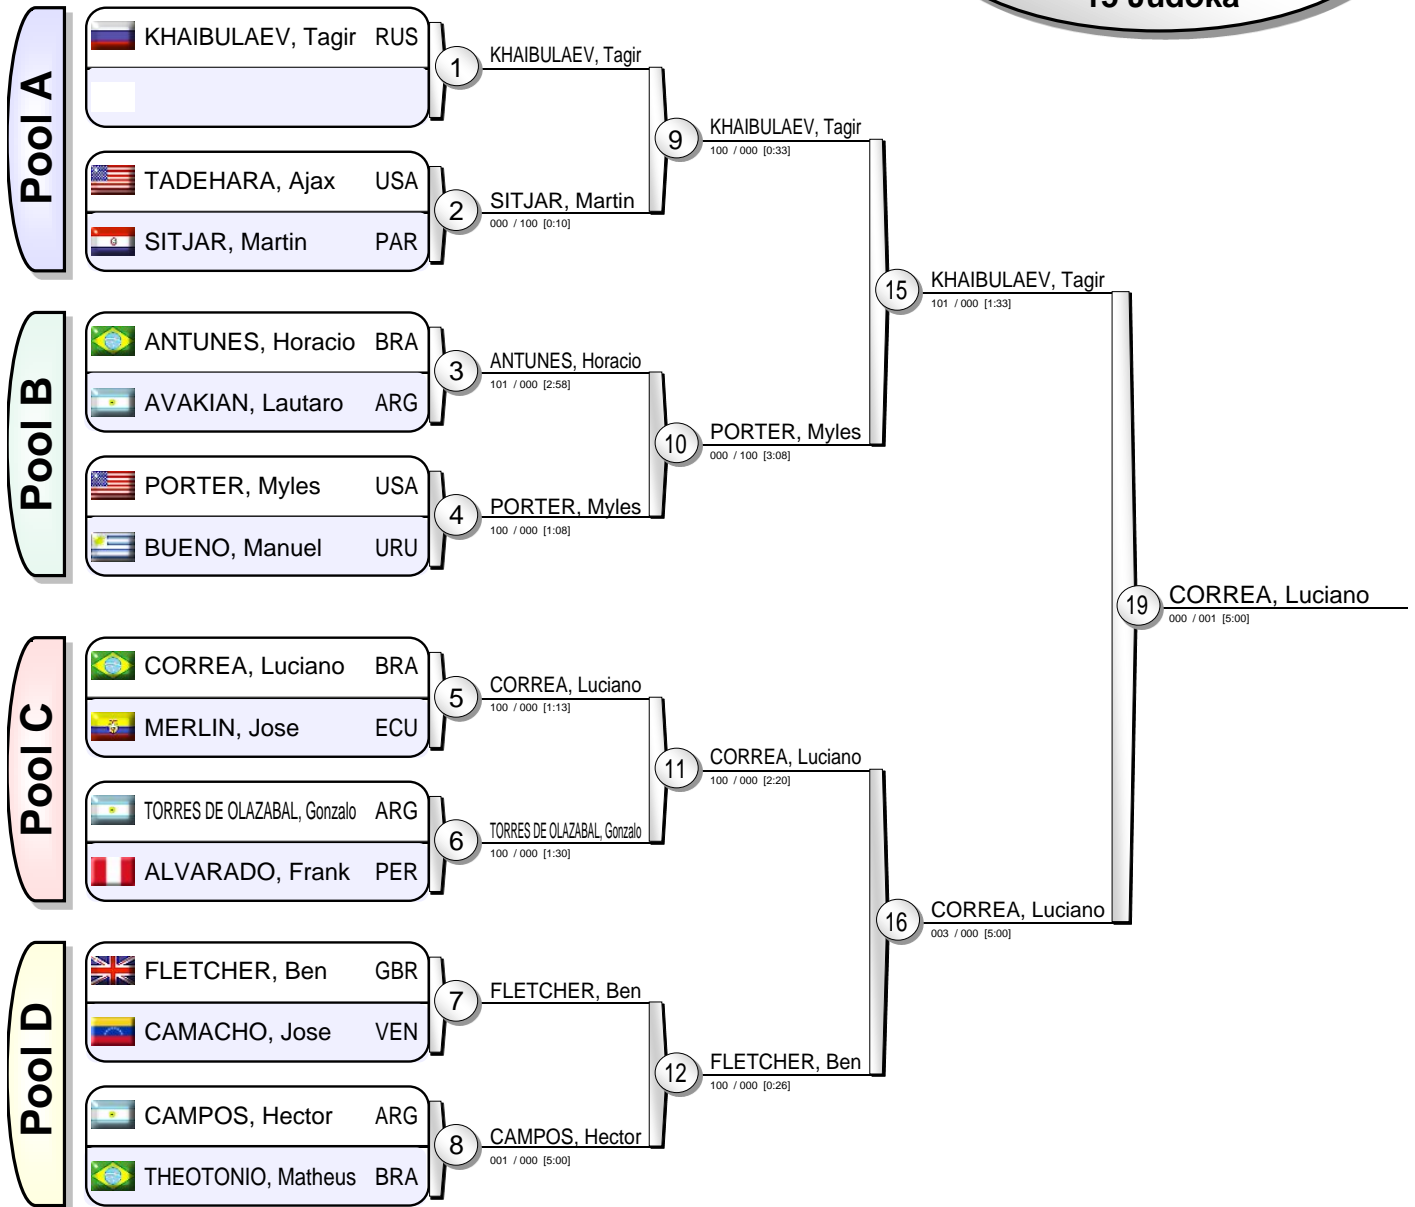 15 Judoka
Pool A
KHAIBULAEV, Tagir RUS
TADEHARA, Ajax USA
SITJAR, Martin PAR
Pool B
ANTUNES, Horacio BRA
AVAKIAN, Lautaro ARG
PORTER, Myles USA
BUENO, Manuel URU
Pool C
CORREA, Luciano BRA
MERLIN, Jose ECU
TORRES DE OLAZABAL, Gonzalo ARG
ALVARADO, Frank PER
Pool D
FLETCHER, Ben GBR
CAMACHO, Jose VEN
CAMPOS, Hector ARG
THEOTONIO, Matheus BRA
1 KHAIBULAEV, Tagir
2 SITJAR, Martin
000 / 100 [0:10]
3 ANTUNES, Horacio
101 / 000 [2:58]
4 PORTER, Myles
100 / 000 [1:08]
5 CORREA, Luciano
100 / 000 [1:13]
6 TORRES DE OLAZABAL, Gonzalo
100 / 000 [1:30]
7 FLETCHER, Ben
8 CAMPOS, Hector
001 / 000 [5:00]
9 KHAIBULAEV, Tagir
100 / 000 [0:33]
10 PORTER, Myles
000 / 100 [3:08]
11 CORREA, Luciano
100 / 000 [2:20]
12 FLETCHER, Ben
100 / 000 [0:26]
15 KHAIBULAEV, Tagir
101 / 000 [1:33]
16 CORREA, Luciano
003 / 000 [5:00]
19 CORREA, Luciano
000 / 001 [5:00]